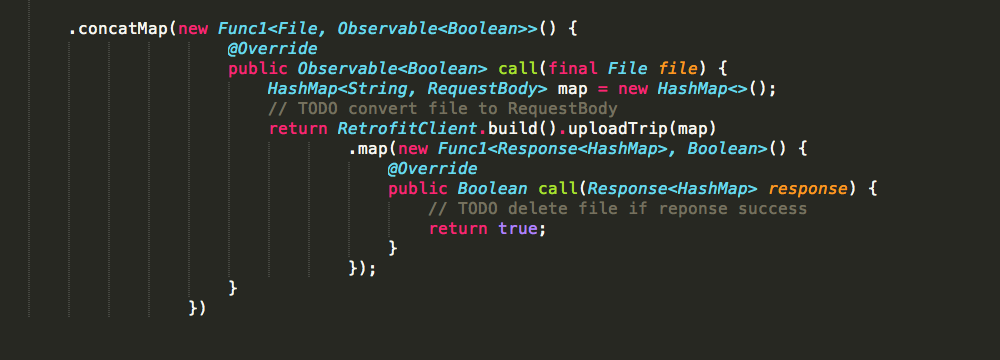 .concatMap(new Func1<File, Observable<Boolean>>() {
@Override
public Observable<Boolean> call(final File file) {
HashMap<String, RequestBody> map = new HashMap<>();
// TODO convert file to RequestBody
return RetrofitClient.build().uploadTrip(map)
.map(new Func1<Response<HashMap>, Boolean>() {
@Override
public Boolean call(Response<HashMap> response) {
// TODO delete file if reponse success
return true;
}
});
}
})